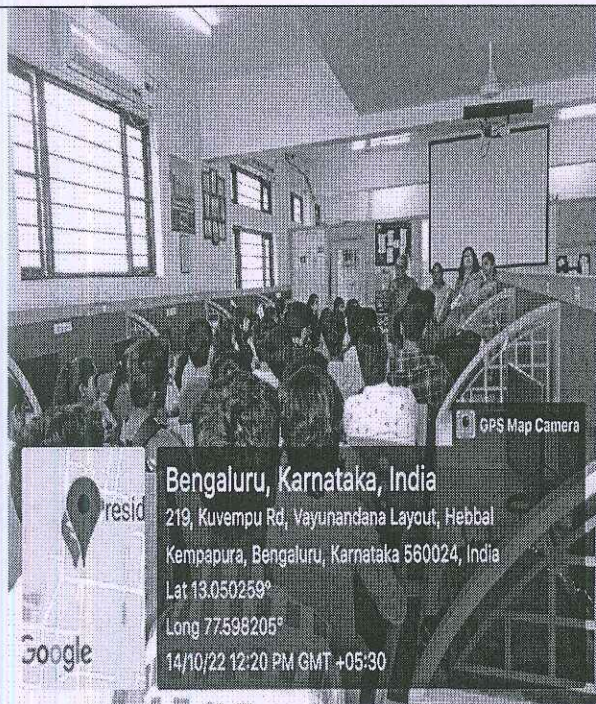 GPS Map Camera
resid
Bengaluru, Karnataka, India
219, Kuvempu Rd, Vayunandana Layout, Hebbal
Kempapura, Bengaluru, Karnataka 560024, India
Lat 13.050259°
Long 77.598205°
14/10/22 12:20 PM GMT +05:30
Google